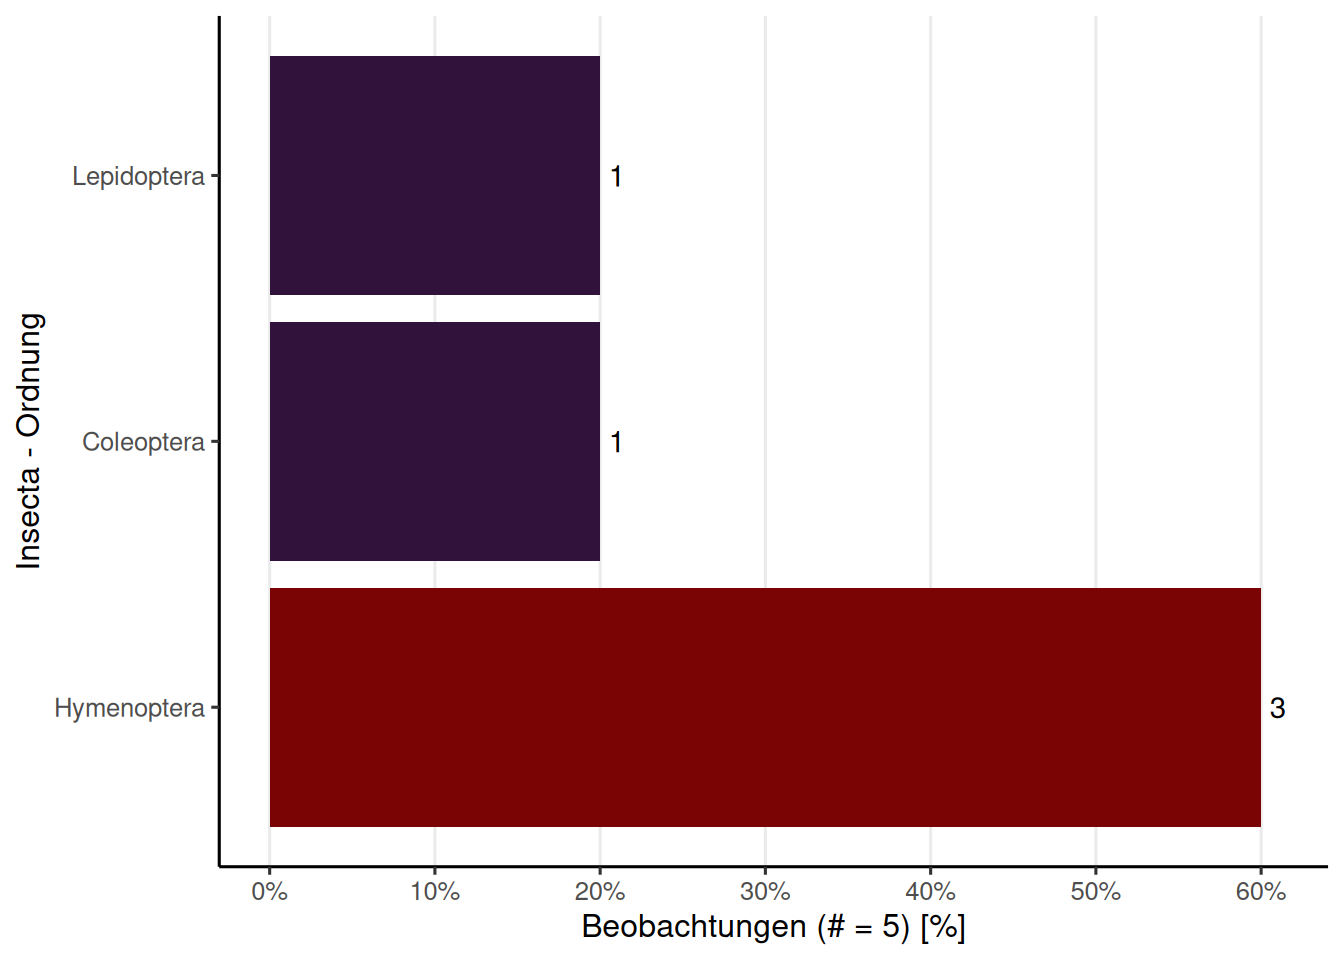 Insecta - Ordnung
Lepidoptera
1
Coleoptera
1
Hymenoptera
3
0% 10% 20% 30% 40% 50% 60%
Beobachtungen (# = 5) [%]